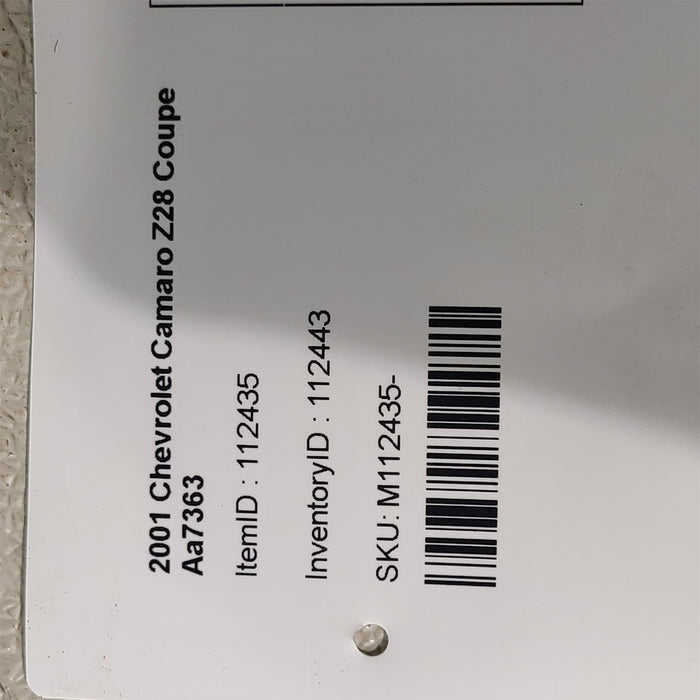 2001 Chevrolet Camaro Z28 Coupe
Aa7363
ItemID : 112435
InventoryID : 112443
SKU: M112435-